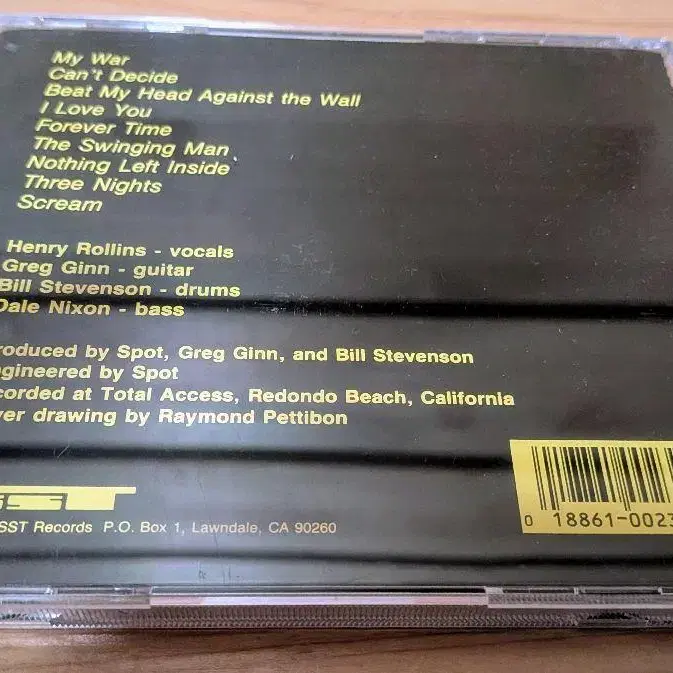 My War
Can't Decide
Beat My Head Against the Wall
I Love You
Forever Time
The Swinging Man
Nothing Left Inside
Three Nights
Scream
Henry Rollins - vocals
Greg Ginn - guitar
Bill Stevenson - drums
Dale Nixon - bass
roduced by Spot, Greg Ginn, and Bill Stevenson
gineered by Spot
corded at Total Access, Redondo Beach, California
ver drawing by Raymond Pettibon
SST
SST Records P.O. Box 1, Lawndale, CA 90260
0 18861-0023